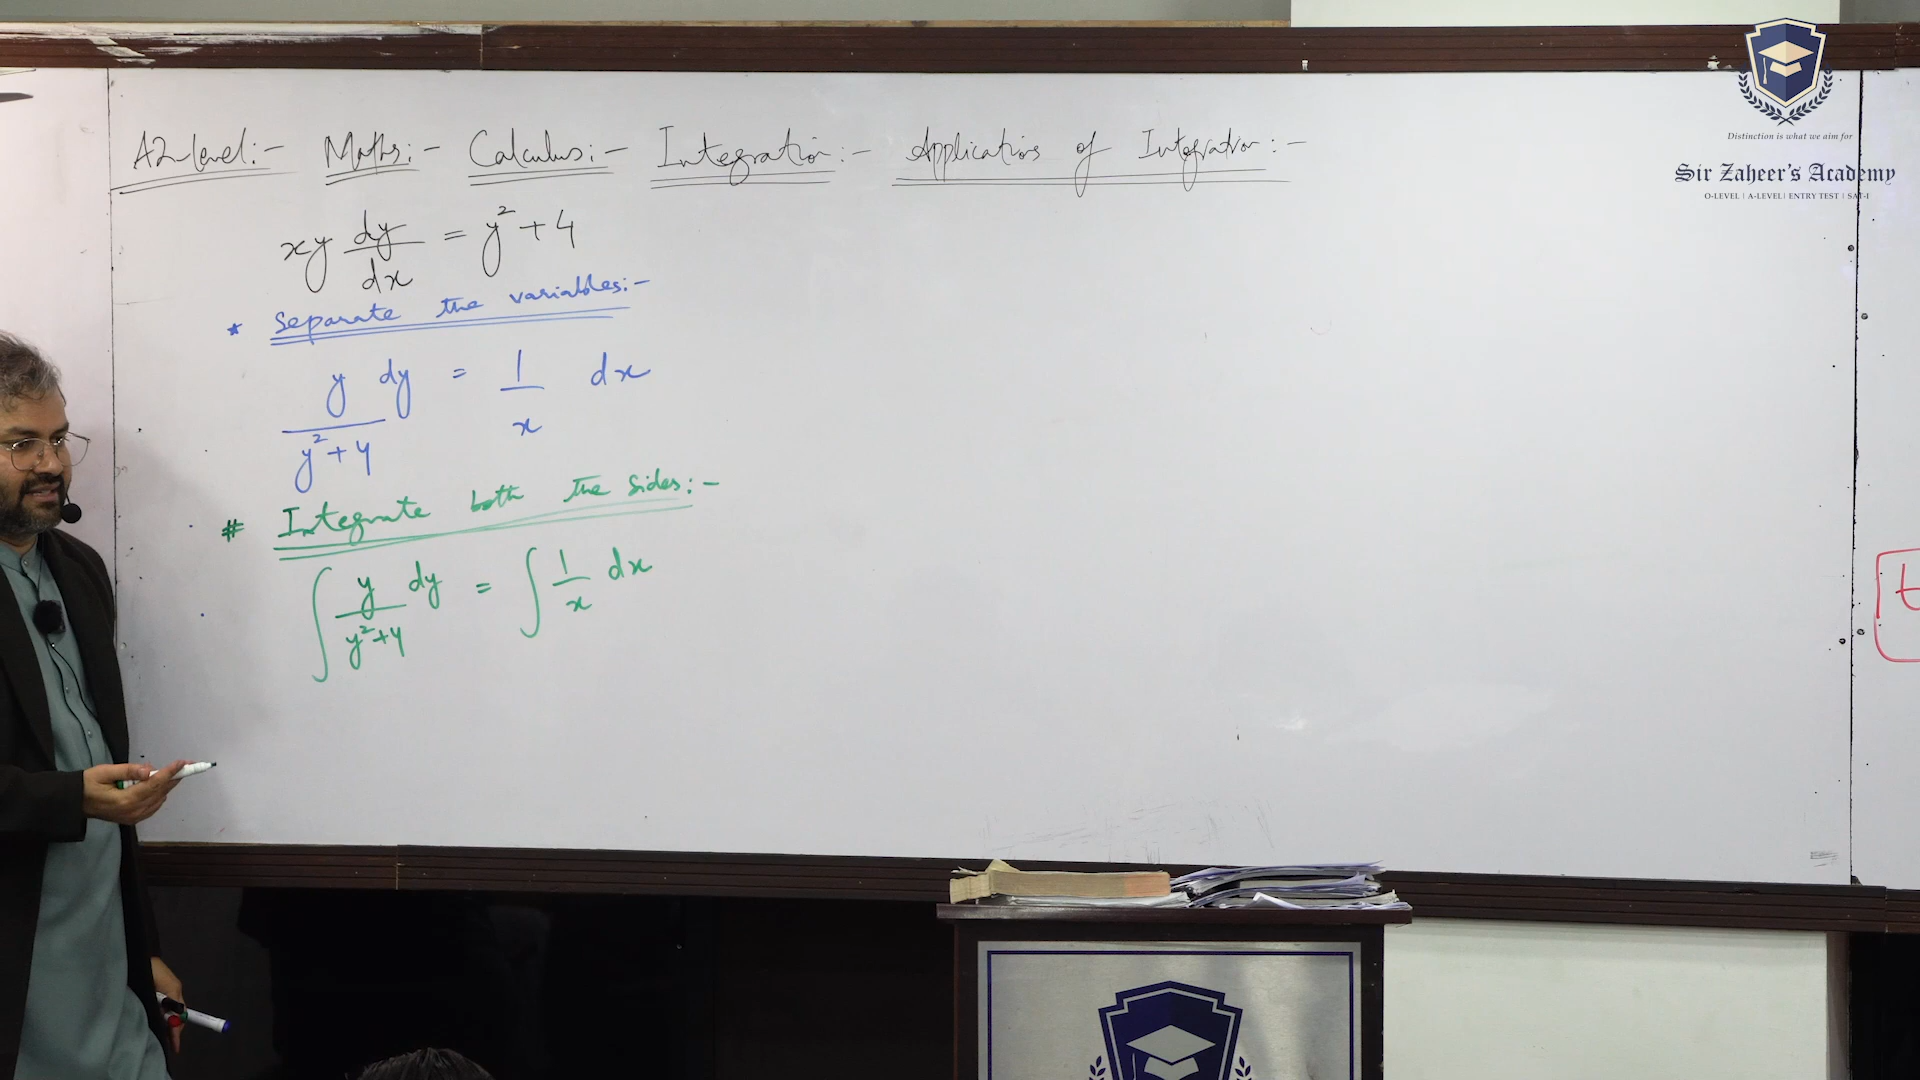 A2-level:- Maths:- Calculus:- Integration:- Applications of Integration:-
xy dy/dx = y² + 4
* Separate the variables:-
y/(y²+4) dy = 1/x dx
# Integrate both the sides:-
∫ y/(y²+4) dy = ∫ 1/x dx
Distinction is what we aim for
Sir Zaheer's Academy
O-LEVEL | A-LEVEL | ENTRY TEST | SAT-I